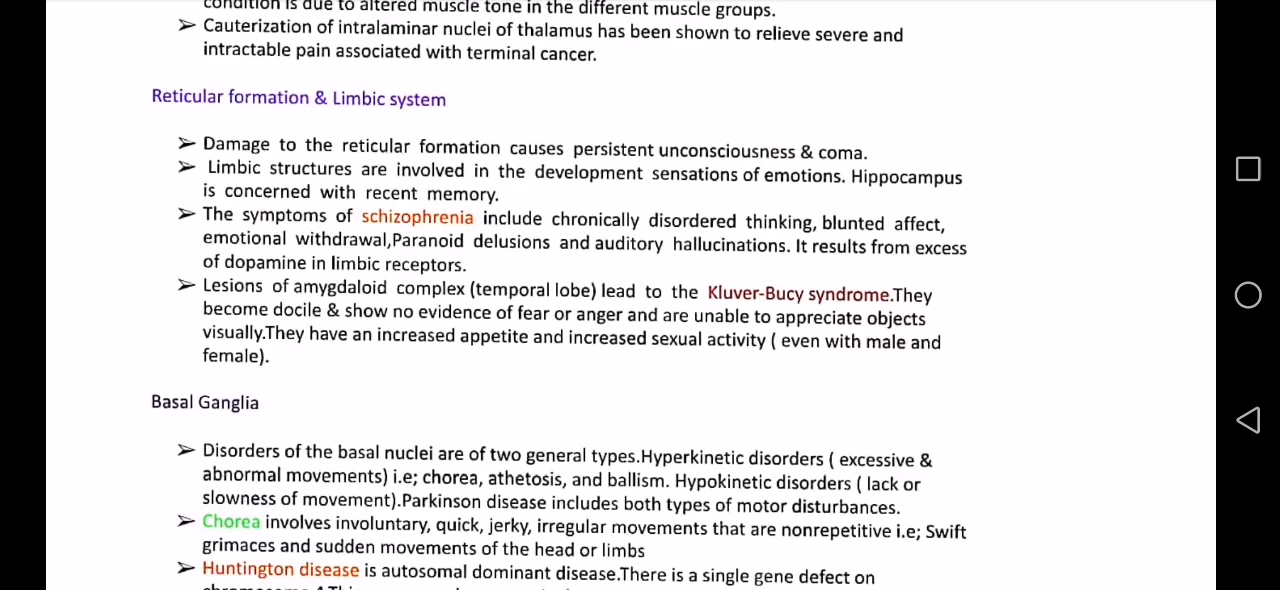 condition is due to altered muscle tone in the different muscle groups.
➢ Cauterization of intralaminar nuclei of thalamus has been shown to relieve severe and
intractable pain associated with terminal cancer.
Reticular formation & Limbic system
➢ Damage to the reticular formation causes persistent unconsciousness & coma.
➢ Limbic structures are involved in the development sensations of emotions. Hippocampus
is concerned with recent memory.
➢ The symptoms of schizophrenia include chronically disordered thinking, blunted affect,
emotional withdrawal,Paranoid delusions and auditory hallucinations. It results from excess
of dopamine in limbic receptors.
➢ Lesions of amygdaloid complex (temporal lobe) lead to the Kluver-Bucy syndrome.They
become docile & show no evidence of fear or anger and are unable to appreciate objects
visually.They have an increased appetite and increased sexual activity ( even with male and
female).
Basal Ganglia
➢ Disorders of the basal nuclei are of two general types.Hyperkinetic disorders ( excessive &
abnormal movements) i.e; chorea, athetosis, and ballism. Hypokinetic disorders ( lack or
slowness of movement).Parkinson disease includes both types of motor disturbances.
➢ Chorea involves involuntary, quick, jerky, irregular movements that are nonrepetitive i.e; Swift
grimaces and sudden movements of the head or limbs
➢ Huntington disease is autosomal dominant disease.There is a single gene defect on